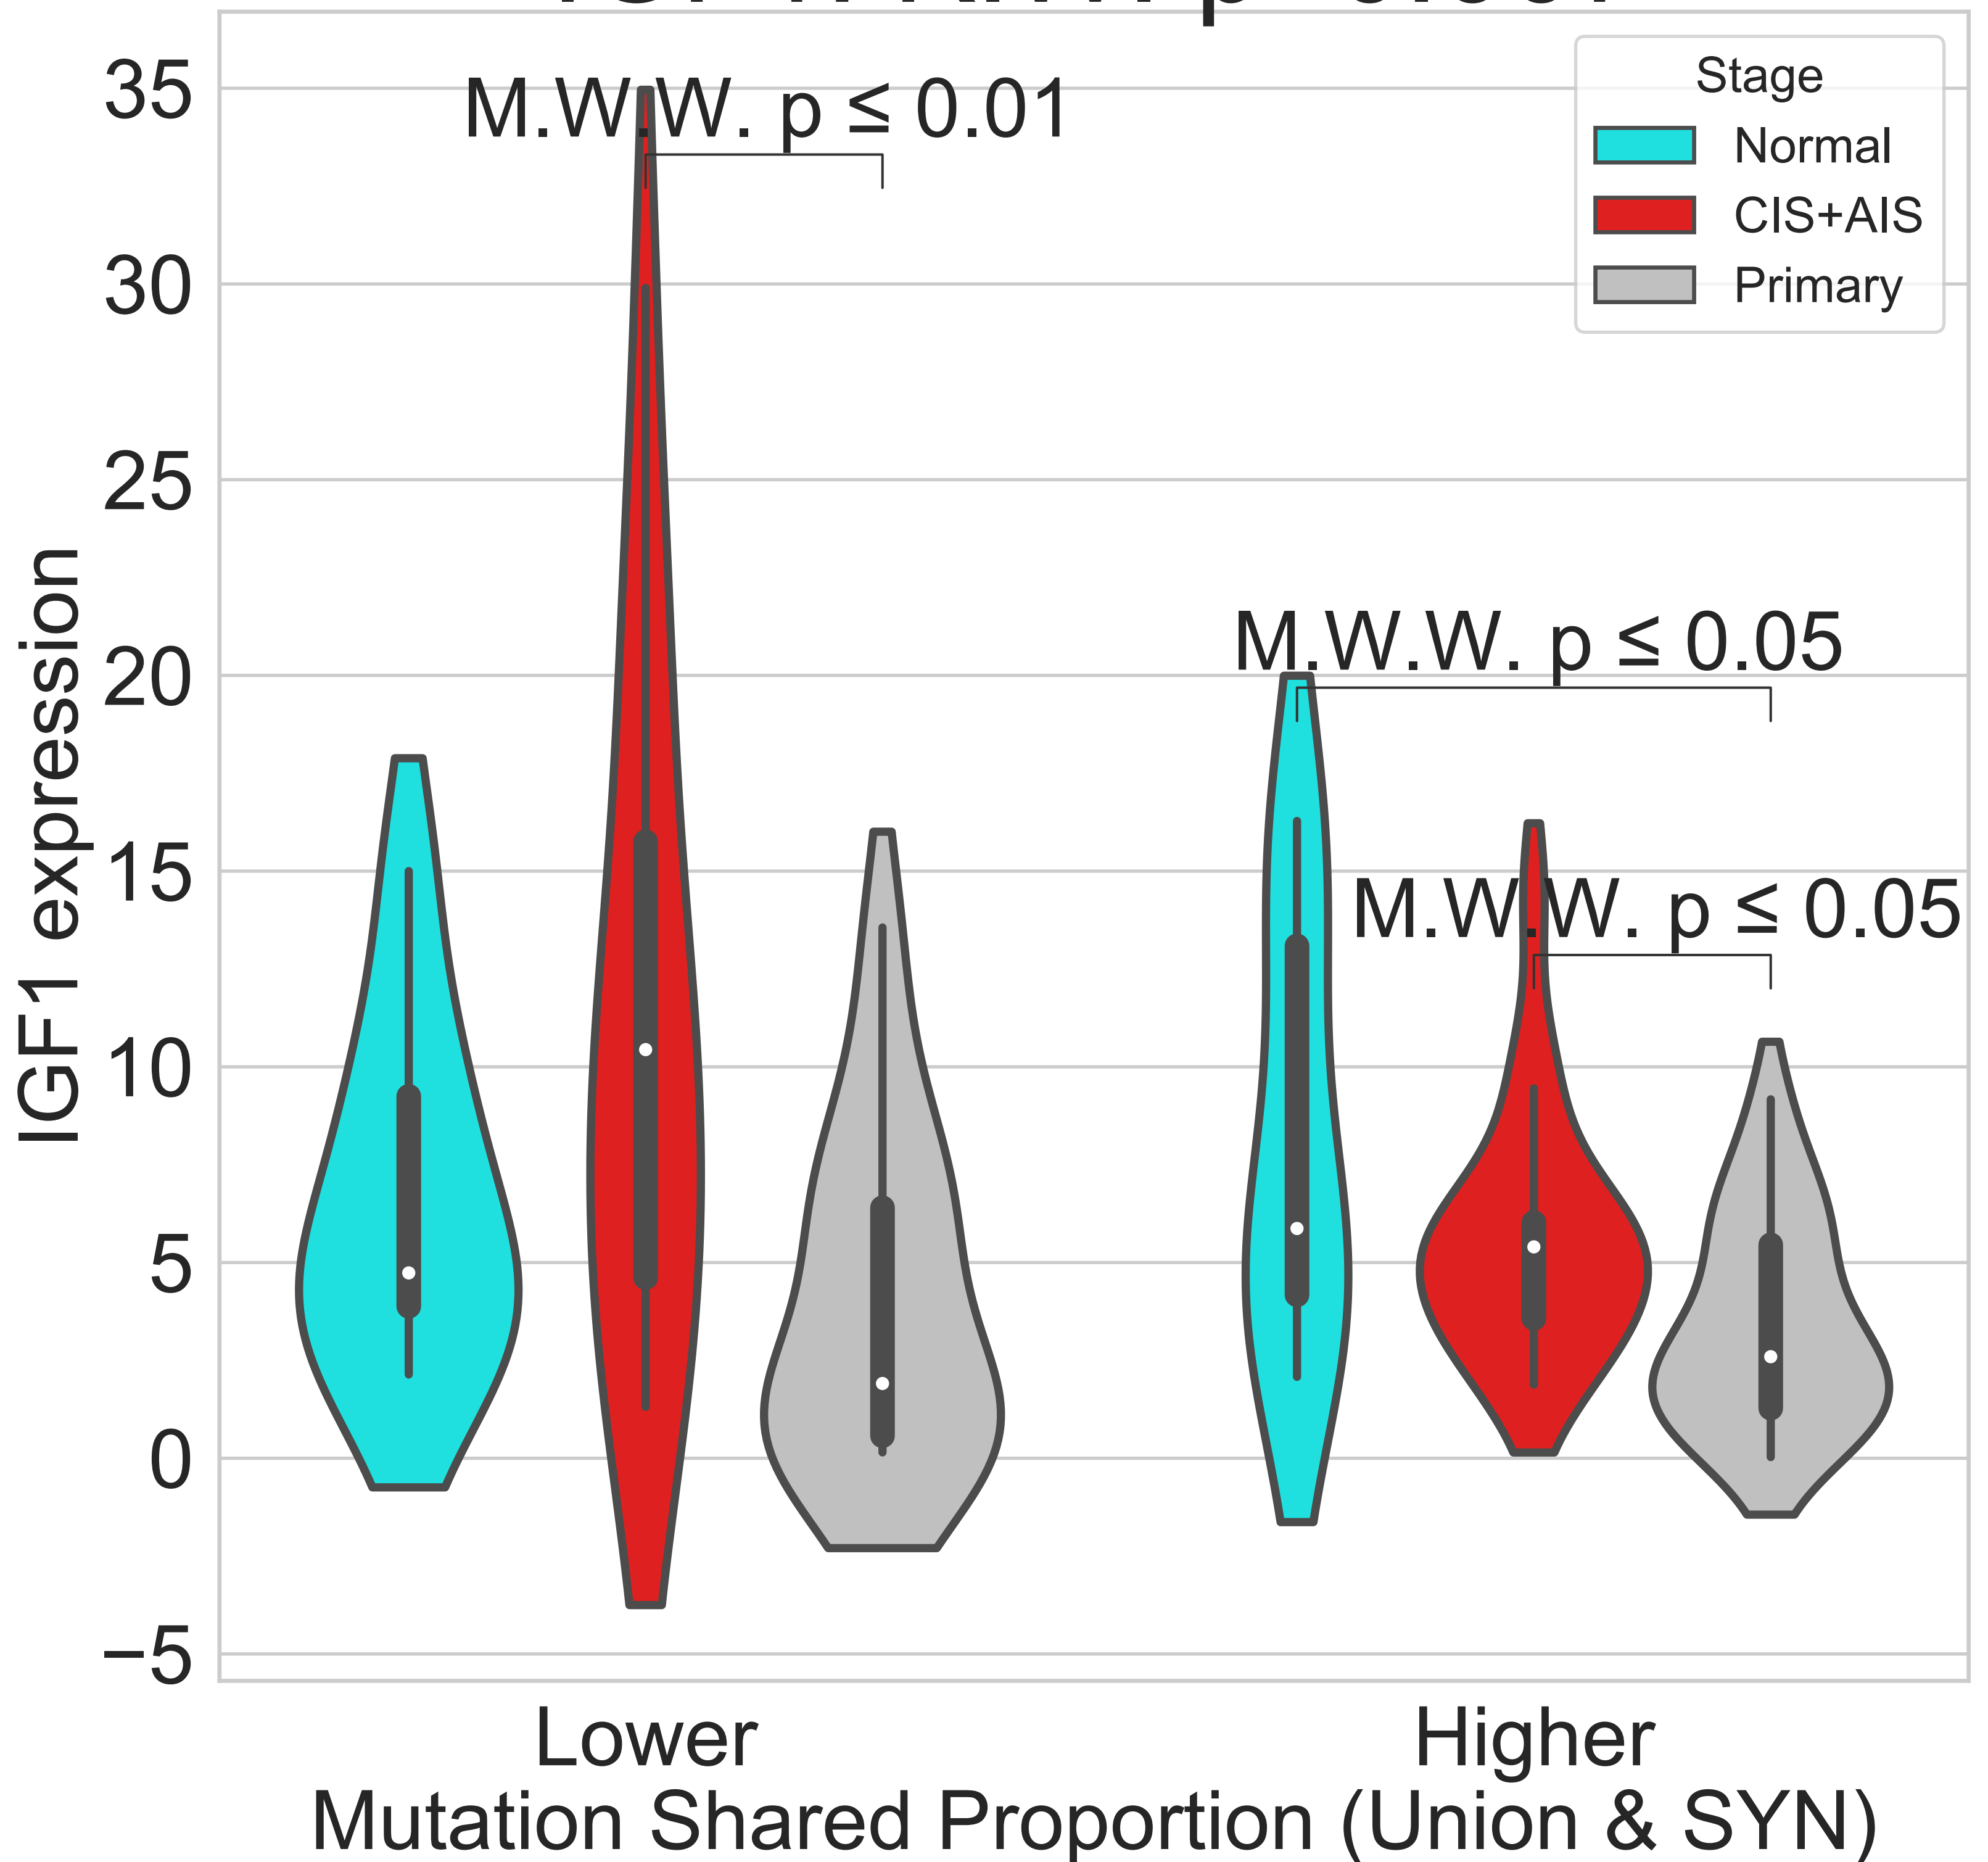 M.W.W. p ≤ 0.01
Stage
Normal
CIS+AIS
Primary
M.W.W. p ≤ 0.05
M.W.W. p ≤ 0.05
IGF1 expression
35
30
25
20
15
10
5
0
−5
Lower
Higher
Mutation Shared Proportion (Union & SYN)